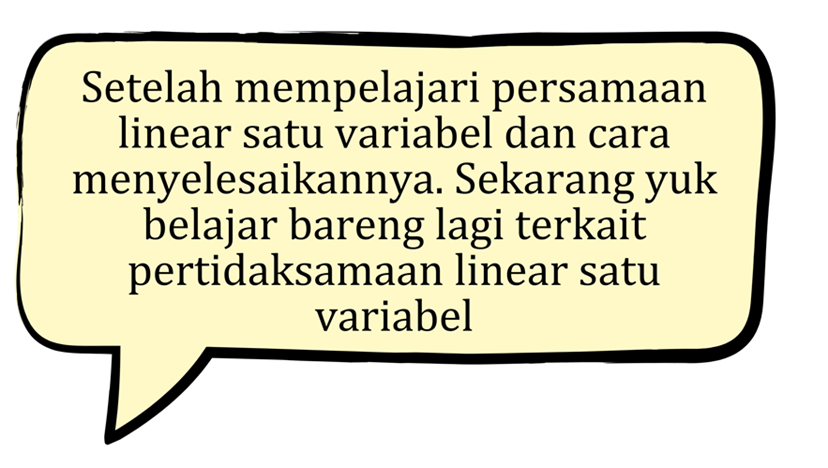 Setelah mempelajari persamaan
linear satu variabel dan cara
menyelesaikannya. Sekarang yuk
belajar bareng lagi terkait
pertidaksamaan linear satu
variabel